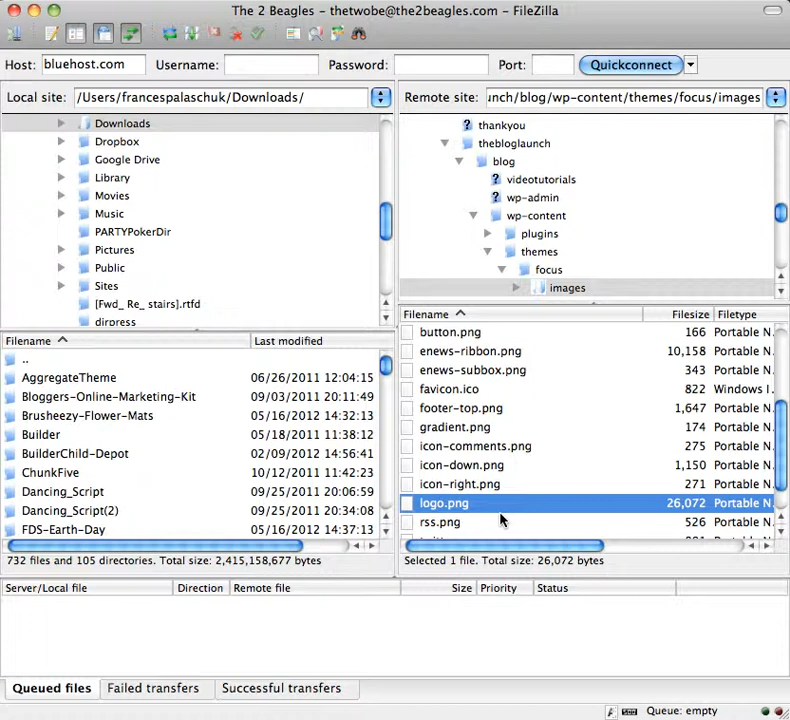 The 2 Beagles - thetwobe@the2beagles.com - FileZilla
Host: bluehost.com Username: Password: Port: Quickconnect
Local site: /Users/francespalaschuk/Downloads/
Downloads
Dropbox
Google Drive
Library
Movies
Music
PARTYPokerDir
Pictures
Public
Sites
[Fwd_ Re_ stairs].rtfd
dirpress
Filename Last modified
..
AggregateTheme 06/26/2011 12:04:15
Bloggers-Online-Marketing-Kit 09/03/2011 20:11:49
Brusheezy-Flower-Mats 05/16/2012 14:32:13
Builder 05/18/2011 11:38:12
BuilderChild-Depot 02/09/2012 14:56:41
ChunkFive 10/12/2011 11:42:23
Dancing_Script 09/25/2011 20:06:59
Dancing_Script(2) 09/25/2011 20:34:08
FDS-Earth-Day 05/16/2012 14:37:13
732 files and 105 directories. Total size: 2,415,158,677 bytes
Remote site: unch/blog/wp-content/themes/focus/images
thankyou
thebloglaunch
blog
videotutorials
wp-admin
wp-content
plugins
themes
focus
images
Filename Filesize Filetype
button.png 166 Portable N.
enews-ribbon.png 10,158 Portable N.
enews-subbox.png 343 Portable N.
favicon.ico 822 Windows I.
footer-top.png 1,647 Portable N.
gradient.png 174 Portable N.
icon-comments.png 275 Portable N.
icon-down.png 1,150 Portable N.
icon-right.png 271 Portable N.
logo.png 26,072 Portable N.
rss.png 526 Portable N.
Selected 1 file. Total size: 26,072 bytes
Server/Local file Direction Remote file Size Priority Status
Queued files Failed transfers Successful transfers
Queue: empty